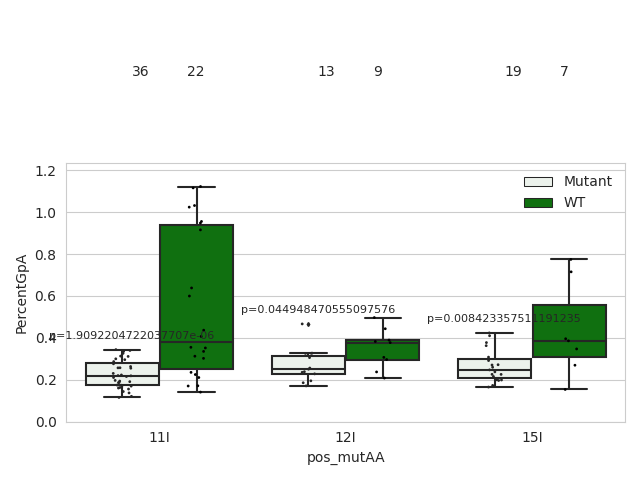 36 22 13 9 19 7
1.2
1.0
0.8
0.6
0.4
0.2
0.0
PercentGpA
Mutant
WT
p=1.9092204722037707e-06
p=0.044948470555097576
p=0.008423357511191235
11I 12I 15I
pos_mutAA